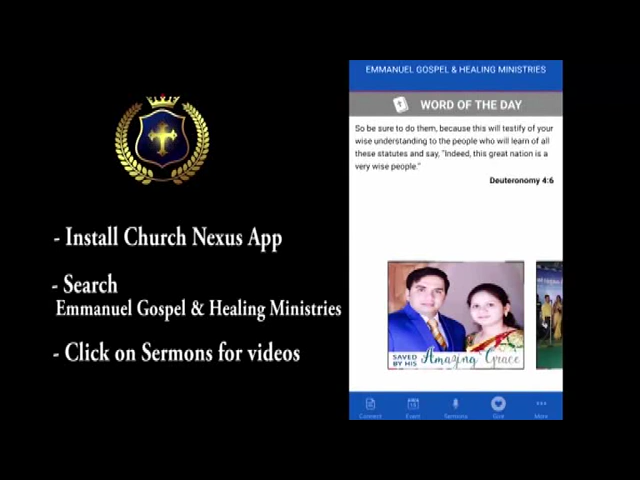 - Install Church Nexus App
- Search
Emmanuel Gospel & Healing Ministries
- Click on Sermons for videos
EMMANUEL GOSPEL & HEALING MINISTRIES
WORD OF THE DAY
So be sure to do them, because this will testify of your
wise understanding to the people who will learn of all
these statutes and say, "Indeed, this great nation is a
very wise people."
Deuteronomy 4:6
SAVED
BY HIS
Amazing Grace
Connect Event Sermons Give More